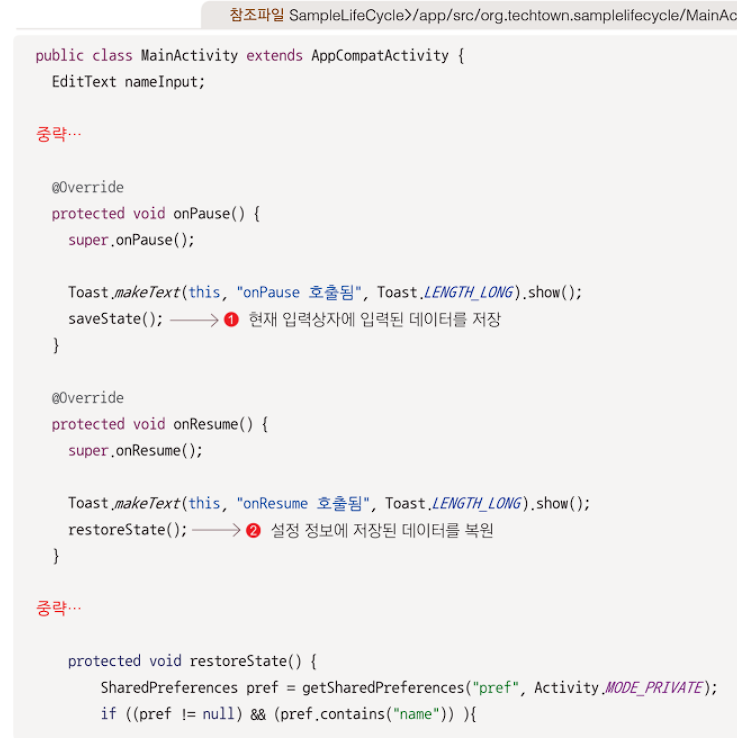 참조파일 SampleLifeCycle>/app/src/org.techtown.samplelifecycle/MainAc
public class MainActivity extends AppCompatActivity {
EditText nameInput;
중략…
@Override
protected void onPause() {
super.onPause();
Toast.makeText(this, "onPause 호출됨", Toast.LENGTH_LONG).show();
saveState(); ❶ 현재 입력상자에 입력된 데이터를 저장
}
@Override
protected void onResume() {
super.onResume();
Toast.makeText(this, "onResume 호출됨", Toast.LENGTH_LONG).show();
restoreState(); ❷ 설정 정보에 저장된 데이터를 복원
}
중략…
protected void restoreState() {
SharedPreferences pref = getSharedPreferences("pref", Activity.MODE_PRIVATE);
if ((pref != null) && (pref.contains("name")) ){